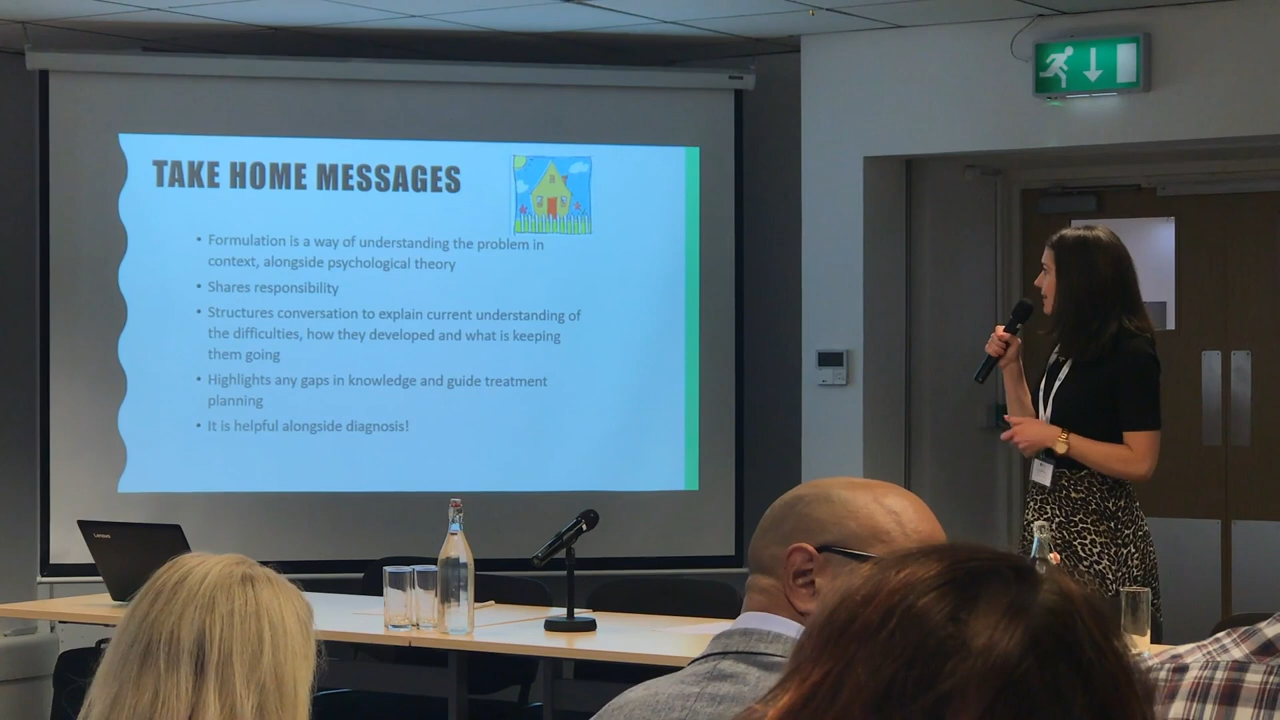 TAKE HOME MESSAGES
• Formulation is a way of understanding the problem in
context, alongside psychological theory
• Shares responsibility
• Structures conversation to explain current understanding of
the difficulties, how they developed and what is keeping
them going
• Highlights any gaps in knowledge and guide treatment
planning
• It is helpful alongside diagnosis!
Lenovo